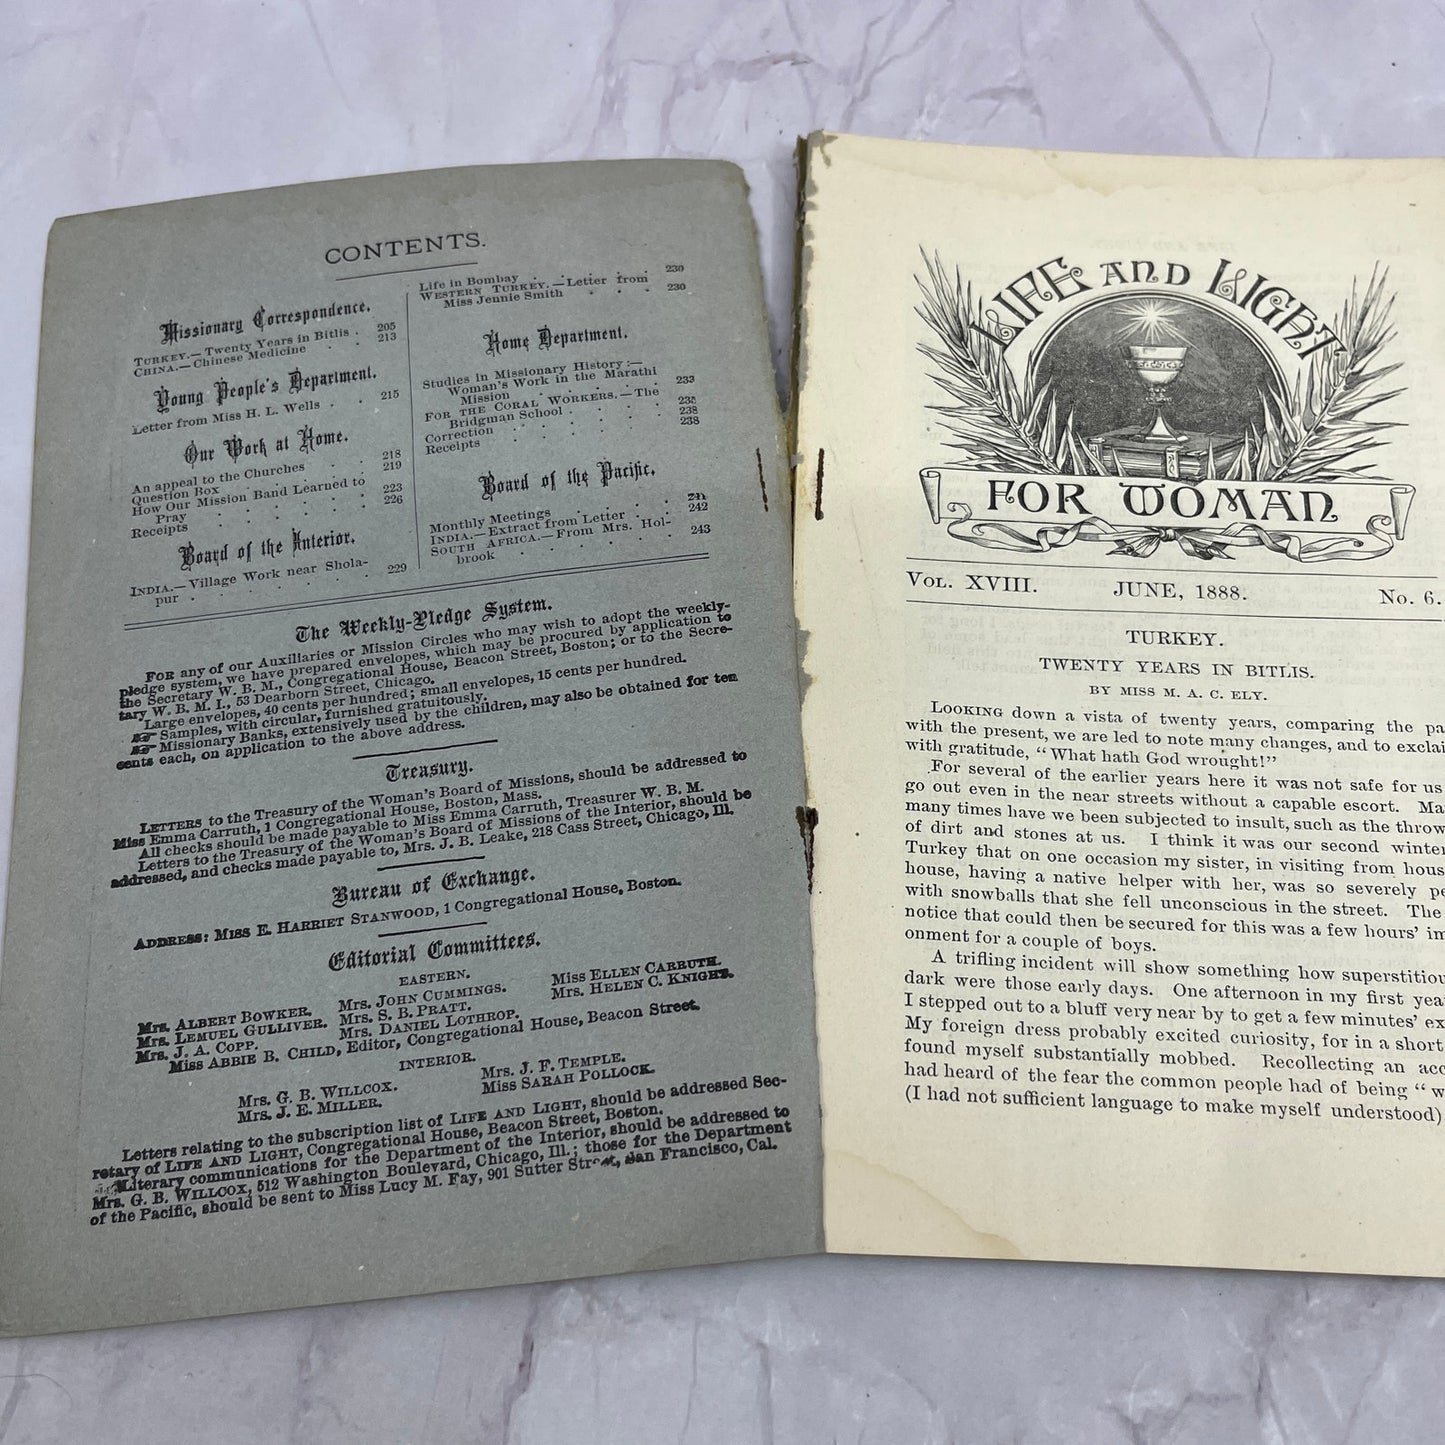 CONTENTS.
Missionary Correspondence.
TURKEY.—Twenty Years in Bitlis . 205
CHINA.—Chinese Medicine . . 213
Young People's Department.
Letter from Miss H. L. Wells . . 215
Our Work at Home.
An appeal to the Churches . . 218
Question Box . . . . . 219
How Our Mission Band Learned to
Pray . . . . . . 223
Receipts . . . . . . 226
Board of the Interior.
INDIA.—Village Work near Shola-
pur . . . . . . 229
Life in Bombay . . . . . 230
WESTERN TURKEY.—Letter from
Miss Jennie Smith . . . 230
Home Department.
Studies in Missionary History:—
Woman's Work in the Marathi
Mission . . . . . . 233
FOR THE CORAL WORKERS.—The
Bridgman School . . . . 235
Correction . . . . . . 238
Receipts . . . . . . 238
Board of the Pacific.
Monthly Meetings . . . . 241
INDIA.—Extract from Letter . . 242
SOUTH AFRICA.—From Mrs. Hol-
brook . . . . . . 243
The Weekly-Pledge System.
FOR any of our Auxiliaries or Mission Circles who may wish to adopt the weekly-
pledge system, we have prepared envelopes, which may be procured by application to
the Secretary W. B. M., Congregational House, Beacon Street, Boston; or to the Secre-
tary W. B. M. I., 53 Dearborn Street, Chicago.
Large envelopes, 40 cents per hundred; small envelopes, 15 cents per hundred.
☞ Samples, with circular, furnished gratuitously.
☞ Missionary Banks, extensively used by the children, may also be obtained for ten
cents each, on application to the above address.
Treasury.
LETTERS to the Treasury of the Woman's Board of Missions, should be addressed to
Miss Emma Carruth, 1 Congregational House, Boston, Mass.
All checks should be made payable to Miss Emma Carruth, Treasurer W. B. M.
Letters to the Treasury of the Woman's Board of Missions of the Interior, should be
addressed, and checks made payable to, Mrs. J. B. Leake, 218 Cass Street, Chicago, Ill.
Bureau of Exchange.
ADDRESS: MISS E. HARRIET STANWOOD, 1 Congregational House, Boston.
Editorial Committees.
EASTERN.
Mrs. ALBERT BOWKER. Mrs. JOHN CUMMINGS. Miss ELLEN CARRUTH.
Mrs. LEMUEL GULLIVER. Mrs. S. B. PRATT. Mrs. HELEN C. KNIGHT.
Mrs. J. A. COPP. Mrs. DANIEL LOTHROP.
Miss ABBIE B. CHILD, Editor, Congregational House, Beacon Street.
INTERIOR.
Mrs. G. B. WILLCOX. Mrs. J. F. TEMPLE.
Mrs. J. E. MILLER. Miss SARAH POLLOCK.
Letters relating to the subscription list of LIFE AND LIGHT, should be addressed Sec-
retary of LIFE AND LIGHT, Congregational House, Beacon Street, Boston.
Literary communications for the Department of the Interior, should be addressed to
Mrs. G. B. WILLCOX, 512 Washington Boulevard, Chicago, Ill.; those for the Department
of the Pacific, should be sent to Miss Lucy M. Fay, 901 Sutter Street, San Francisco, Cal.
LIFE AND LIGHT
FOR WOMAN
VOL. XVIII. JUNE, 1888. NO. 6.
TURKEY.
TWENTY YEARS IN BITLIS.
BY MISS M. A. C. ELY.
LOOKING down a vista of twenty years, comparing the pa
with the present, we are led to note many changes, and to exclai
with gratitude, "What hath God wrought!"
For several of the earlier years here it was not safe for us
go out even in the near streets without a capable escort. Ma
many times have we been subjected to insult, such as the throw
of dirt and stones at us. I think it was our second winter
Turkey that on one occasion my sister, in visiting from hous
house, having a native helper with her, was so severely pe
with snowballs that she fell unconscious in the street. The
notice that could then be secured for this was a few hours' im
onment for a couple of boys.
A trifling incident will show something how superstitiou
dark were those early days. One afternoon in my first yea
I stepped out to a bluff very near by to get a few minutes' ex
My foreign dress probably excited curiosity, for in a short
found myself substantially mobbed. Recollecting an acc
had heard of the fear the common people had of being "w
(I had not sufficient language to make myself understood)